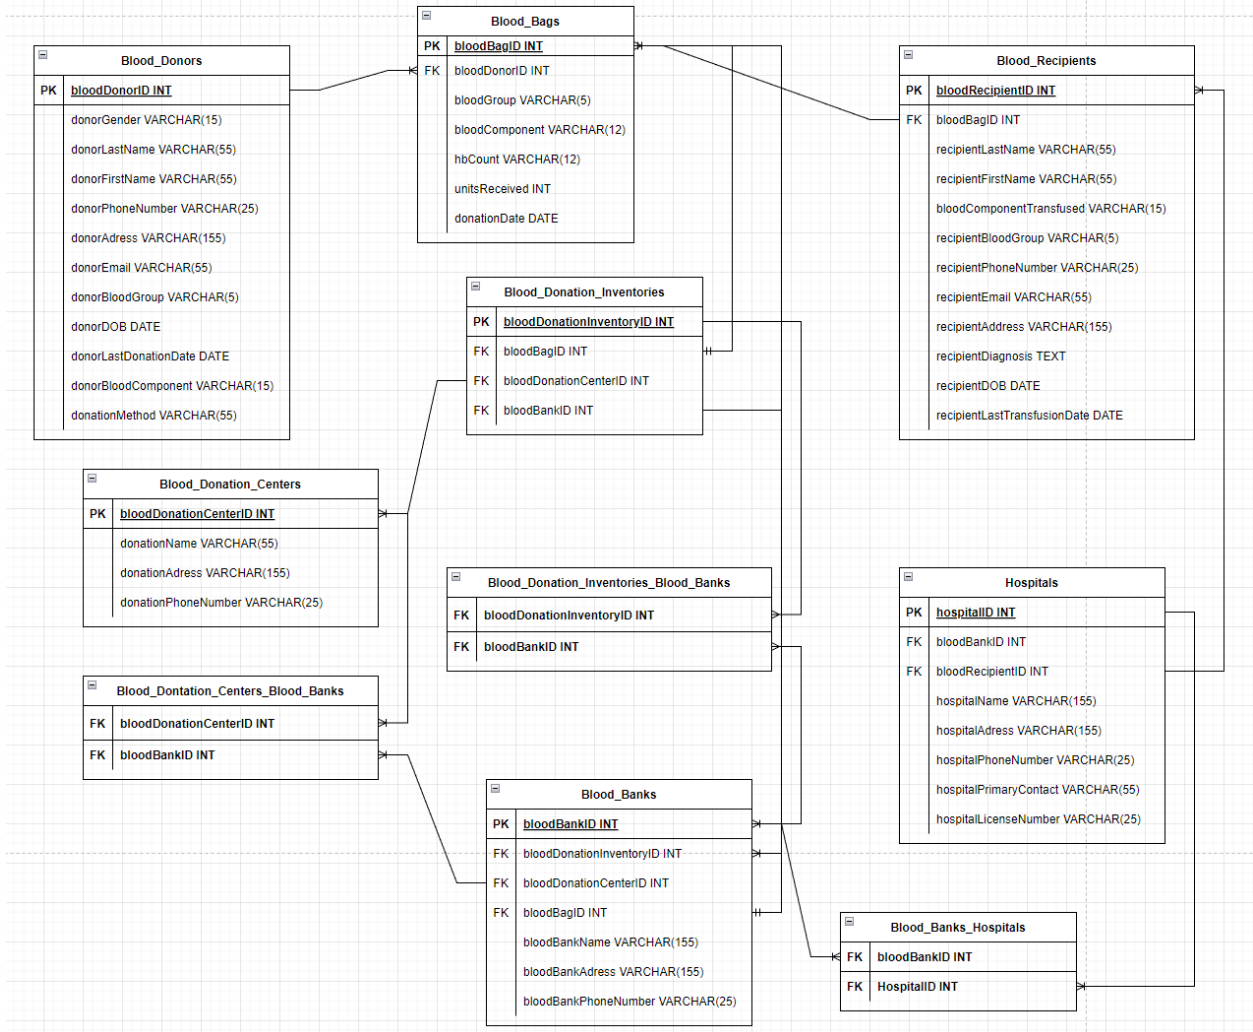 Blood_Bags
PK bloodBagID INT
FK bloodDonorID INT
bloodGroup VARCHAR(5)
bloodComponent VARCHAR(12)
hbCount VARCHAR(12)
unitsReceived INT
donationDate DATE
Blood_Donors
PK bloodDonorID INT
donorGender VARCHAR(15)
donorLastName VARCHAR(55)
donorFirstName VARCHAR(55)
donorPhoneNumber VARCHAR(25)
donorAdress VARCHAR(155)
donorEmail VARCHAR(55)
donorBloodGroup VARCHAR(5)
donorDOB DATE
donorLastDonationDate DATE
donorBloodComponent VARCHAR(15)
donationMethod VARCHAR(55)
Blood_Recipients
PK bloodRecipientID INT
FK bloodBagID INT
recipientLastName VARCHAR(55)
recipientFirstName VARCHAR(55)
bloodComponentTransfused VARCHAR(15)
recipientBloodGroup VARCHAR(5)
recipientPhoneNumber VARCHAR(25)
recipientEmail VARCHAR(55)
recipientAddress VARCHAR(155)
recipientDiagnosis TEXT
recipientDOB DATE
recipientLastTransfusionDate DATE
Blood_Donation_Inventories
PK bloodDonationInventoryID INT
FK bloodBagID INT
FK bloodDonationCenterID INT
FK bloodBankID INT
Blood_Donation_Centers
PK bloodDonationCenterID INT
donationName VARCHAR(55)
donationAdress VARCHAR(155)
donationPhoneNumber VARCHAR(25)
Blood_Donation_Inventories_Blood_Banks
FK bloodDonationInventoryID INT
FK bloodBankID INT
Hospitals
PK hospitalID INT
FK bloodBankID INT
FK bloodRecipientID INT
hospitalName VARCHAR(155)
hospitalAdress VARCHAR(155)
hospitalPhoneNumber VARCHAR(25)
hospitalPrimaryContact VARCHAR(55)
hospitalLicenseNumber VARCHAR(25)
Blood_Dontation_Centers_Blood_Banks
FK bloodDonationCenterID INT
FK bloodBankID INT
Blood_Banks
PK bloodBankID INT
FK bloodDonationInventoryID INT
FK bloodDonationCenterID INT
FK bloodBagID INT
bloodBankName VARCHAR(155)
bloodBankAdress VARCHAR(155)
bloodBankPhoneNumber VARCHAR(25)
Blood_Banks_Hospitals
FK bloodBankID INT
FK HospitalID INT